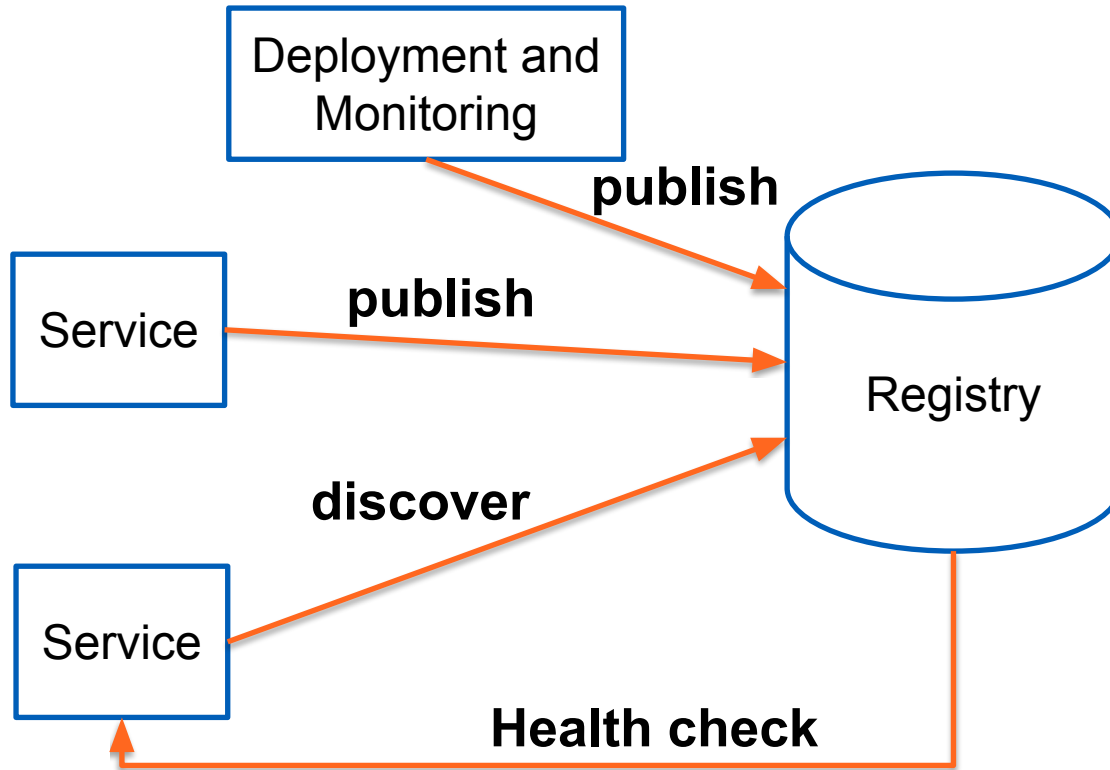 Deployment and
Monitoring
publish
publish
Service
Registry
discover
Service
Health check